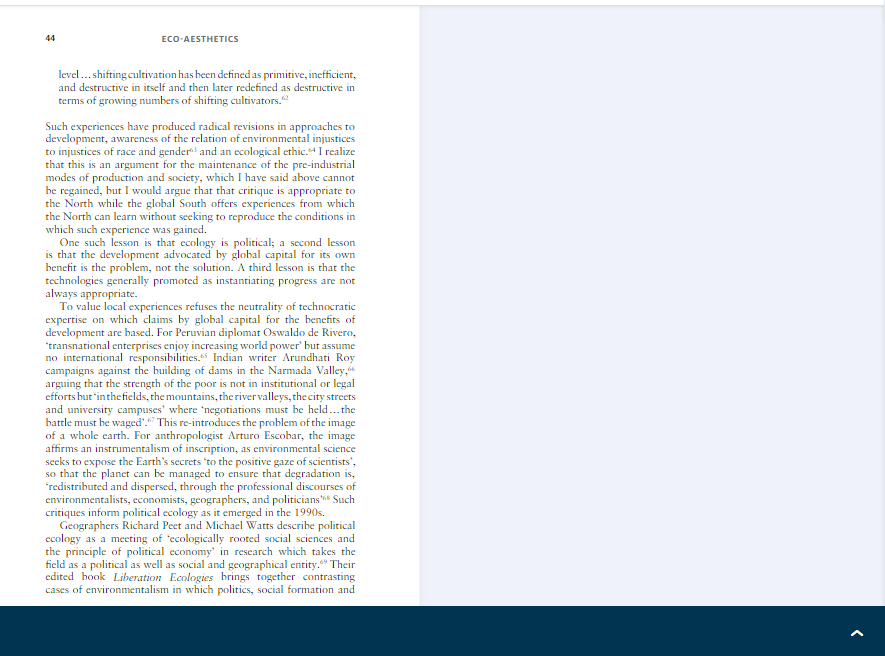 44
ECO-AESTHETICS
level … shifting cultivation has been defined as primitive, inefficient,
and destructive in itself and then later redefined as destructive in
terms of growing numbers of shifting cultivators.62
Such experiences have produced radical revisions in approaches to
development, awareness of the relation of environmental injustices
to injustices of race and gender63 and an ecological ethic.64 I realize
that this is an argument for the maintenance of the pre-industrial
modes of production and society, which I have said above cannot
be regained, but I would argue that that critique is appropriate to
the North while the global South offers experiences from which
the North can learn without seeking to reproduce the conditions in
which such experience was gained.
One such lesson is that ecology is political; a second lesson
is that the development advocated by global capital for its own
benefit is the problem, not the solution. A third lesson is that the
technologies generally promoted as instantiating progress are not
always appropriate.
To value local experiences refuses the neutrality of technocratic
expertise on which claims by global capital for the benefits of
development are based. For Peruvian diplomat Oswaldo de Rivero,
‘transnational enterprises enjoy increasing world power’ but assume
no international responsibilities.65 Indian writer Arundhati Roy
campaigns against the building of dams in the Narmada Valley,66
arguing that the strength of the poor is not in institutional or legal
efforts but ‘in the fields, the mountains, the river valleys, the city streets
and university campuses’ where ‘negotiations must be held … the
battle must be waged’.67 This re-introduces the problem of the image
of a whole earth. For anthropologist Arturo Escobar, the image
affirms an instrumentalism of inscription, as environmental science
seeks to expose the Earth’s secrets ‘to the positive gaze of scientists’,
so that the planet can be managed to ensure that degradation is,
‘redistributed and dispersed, through the professional discourses of
environmentalists, economists, geographers, and politicians’68 Such
critiques inform political ecology as it emerged in the 1990s.
Geographers Richard Peet and Michael Watts describe political
ecology as a meeting of ‘ecologically rooted social sciences and
the principle of political economy’ in research which takes the
field as a political as well as social and geographical entity.69 Their
edited book Liberation Ecologies brings together contrasting
cases of environmentalism in which politics, social formation and